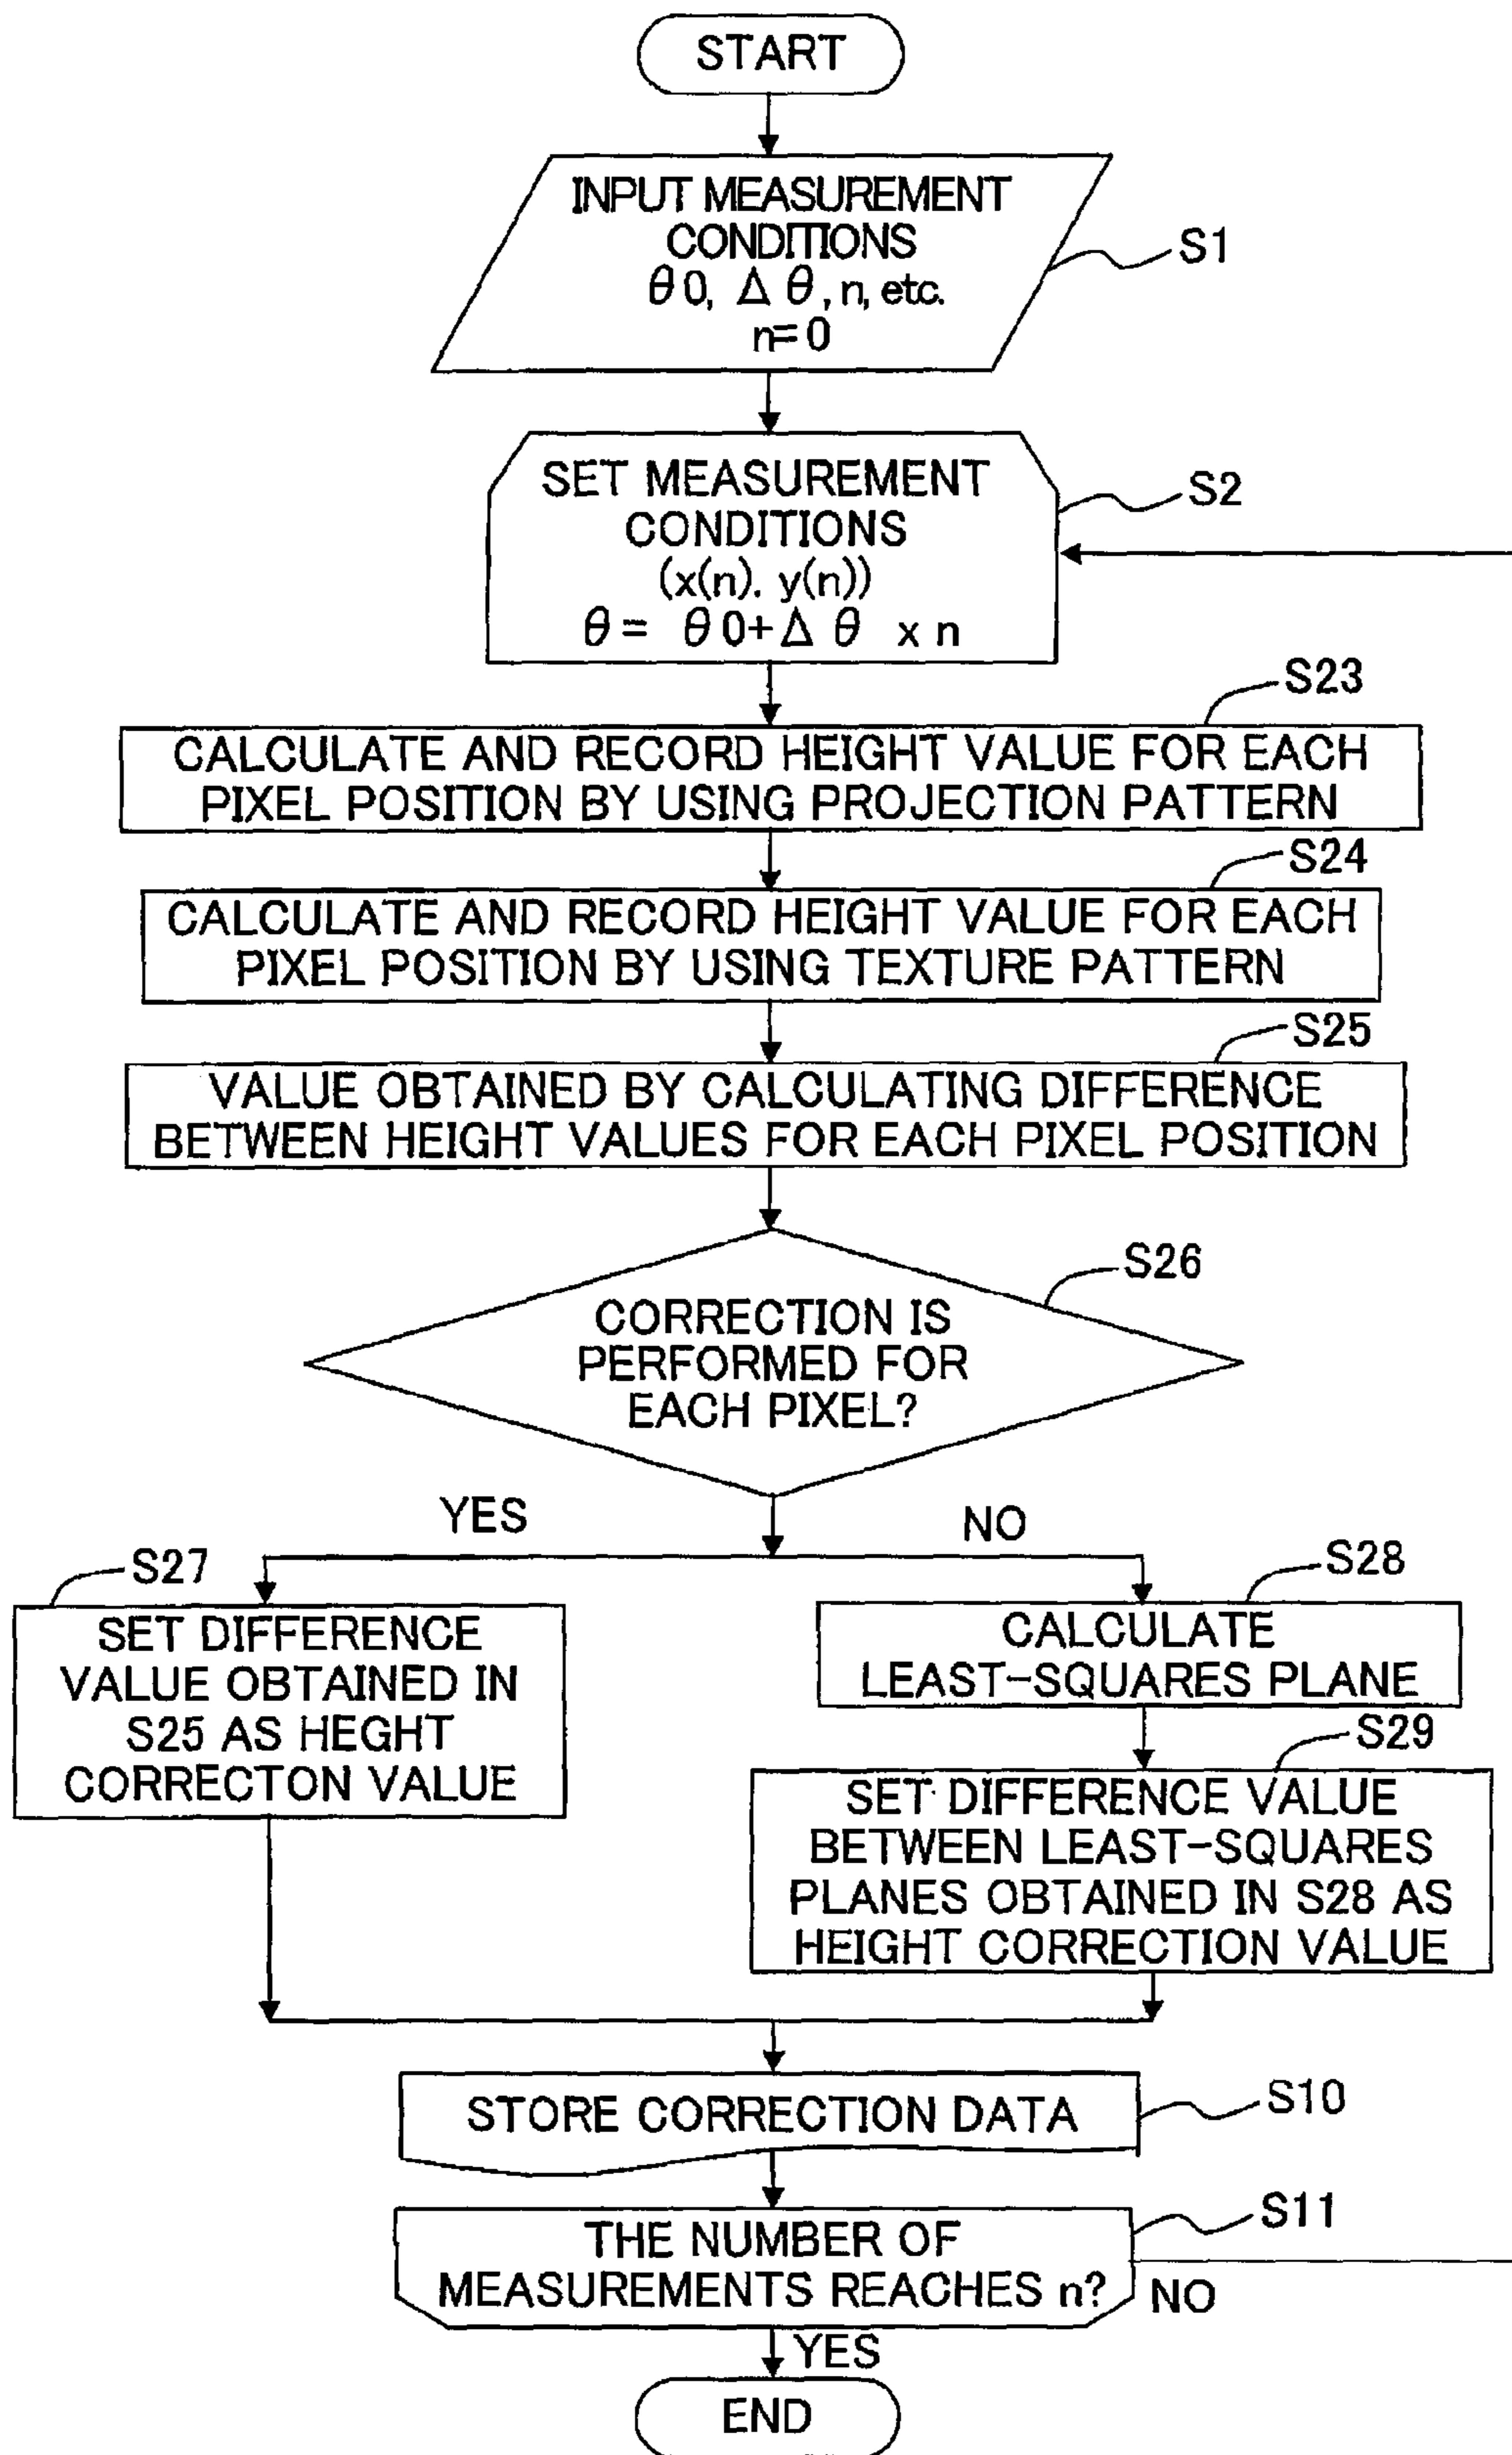 START
INPUT MEASUREMENT
CONDITIONS
θ0, Δθ, n, etc.
n=0
S1
SET MEASUREMENT
CONDITIONS
(x(n). y(n))
θ= θ0+Δθ x n
S2
S23
CALCULATE AND RECORD HEIGHT VALUE FOR EACH
PIXEL POSITION BY USING PROJECTION PATTERN
S24
CALCULATE AND RECORD HEIGHT VALUE FOR EACH
PIXEL POSITION BY USING TEXTURE PATTERN
S25
VALUE OBTAINED BY CALCULATING DIFFERENCE
BETWEEN HEIGHT VALUES FOR EACH PIXEL POSITION
S26
CORRECTION IS
PERFORMED FOR
EACH PIXEL?
YES
NO
S27
SET DIFFERENCE
VALUE OBTAINED IN
S25 AS HEGHT
CORRECTON VALUE
S28
CALCULATE
LEAST-SQUARES PLANE
S29
SET DIFFERENCE VALUE
BETWEEN LEAST-SQUARES
PLANES OBTAINED IN S28 AS
HEIGHT CORRECTION VALUE
STORE CORRECTION DATA
S10
THE NUMBER OF
MEASUREMENTS REACHES n?
S11
NO
YES
END